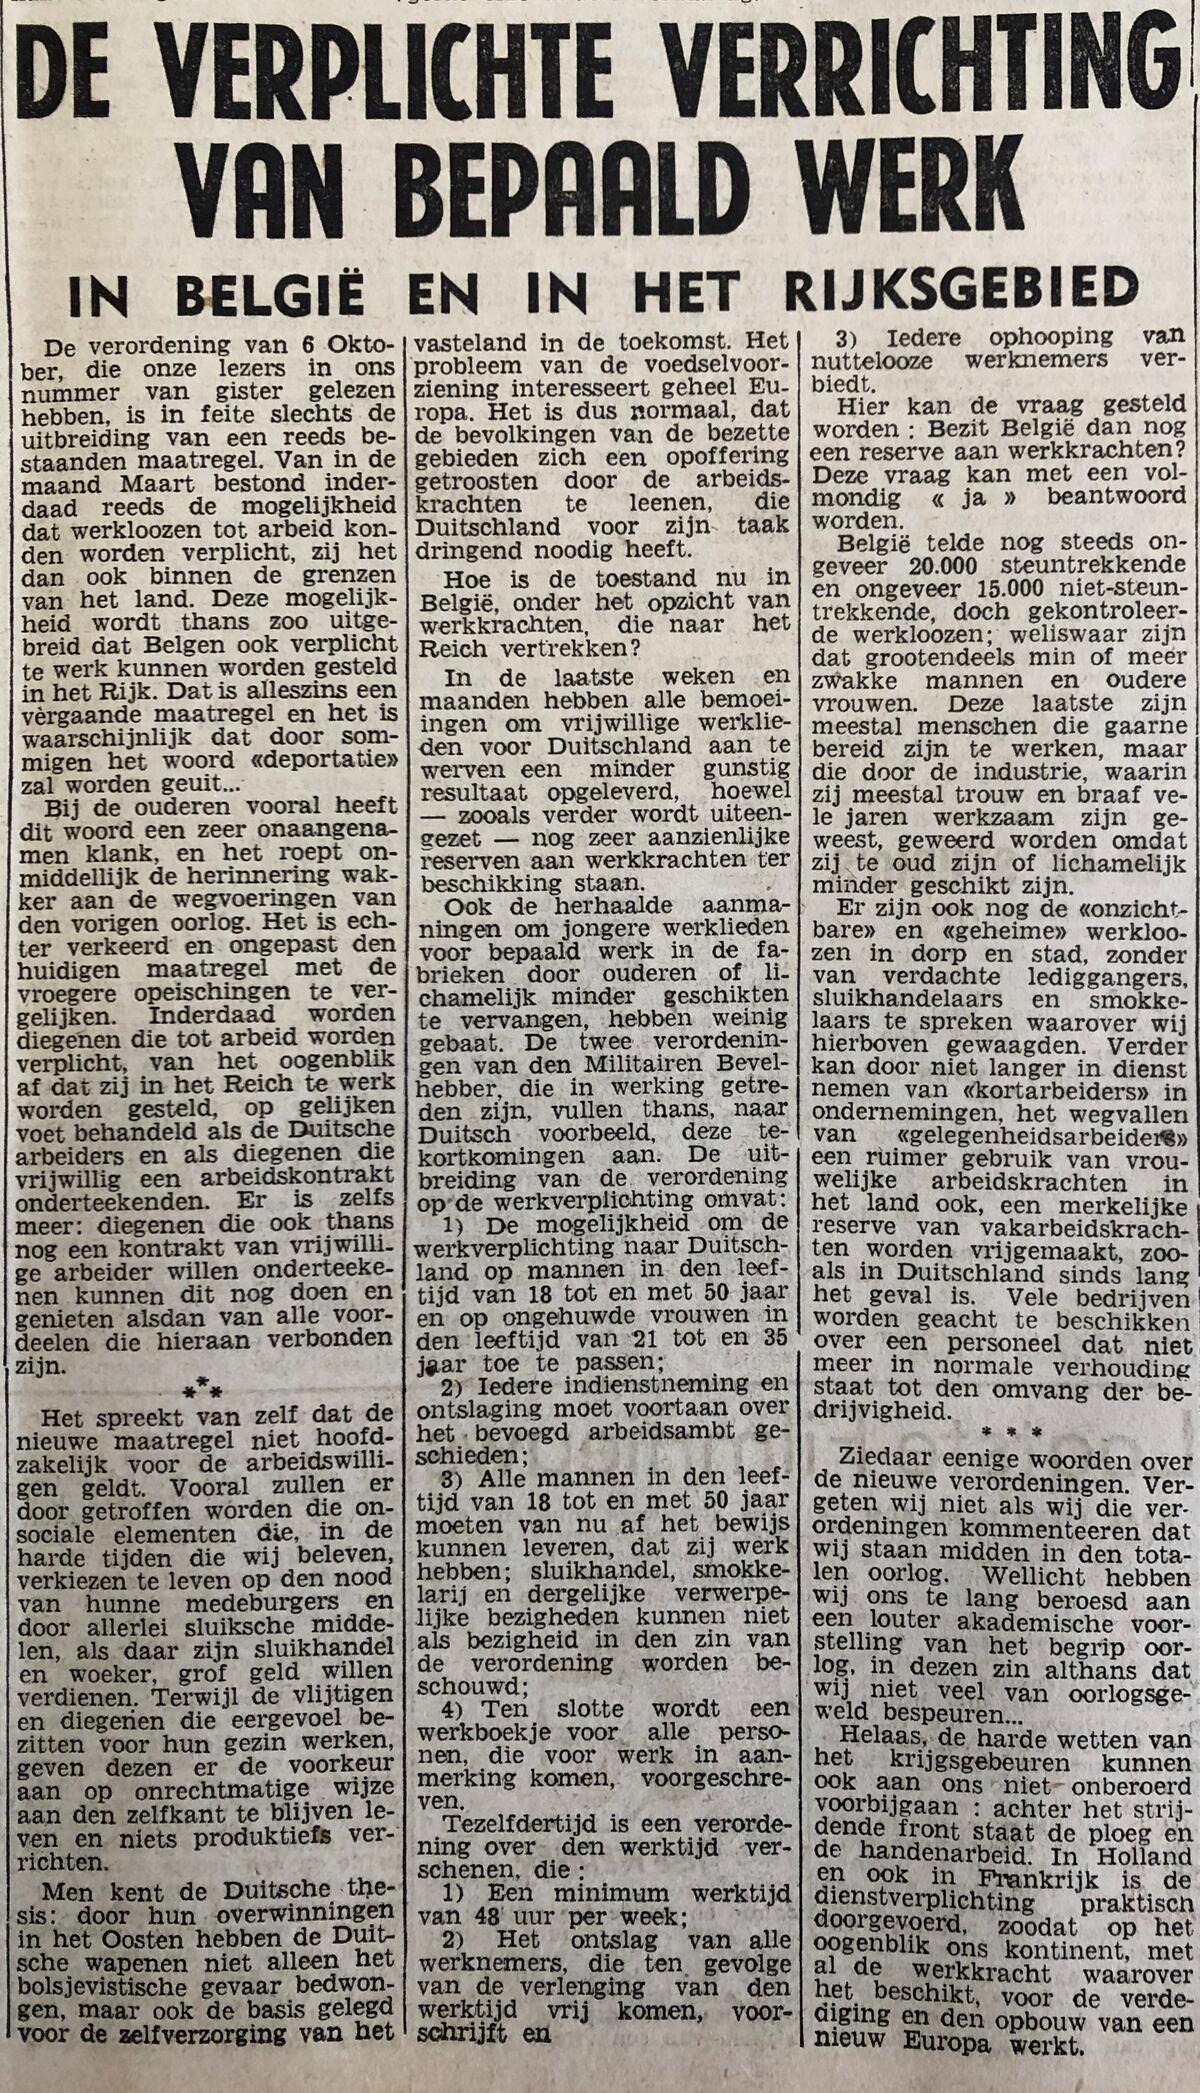 DE VERPLICHTE VERRICHTING
VAN BEPAALD WERK
IN BELGIË EN IN HET RIJKSGEBIED
De verordening van 6 Okto-
ber, die onze lezers in ons
nummer van gister gelezen
hebben, is in feite slechts de
uitbreiding van een reeds be-
staanden maatregel. Van in de
maand Maart bestond inder-
daad reeds de mogelijkheid
dat werkloozen tot arbeid kon-
den worden verplicht, zij het
dan ook binnen de grenzen
van het land. Deze mogelijk-
heid wordt thans zoo uitge-
breid dat Belgen ook verplicht
te werk kunnen worden gesteld
in het Rijk. Dat is alleszins een
vèrgaande maatregel en het is
waarschijnlijk dat door som-
migen het woord «deportatie»
zal worden geuit...
Bij de ouderen vooral heeft
dit woord een zeer onaangena-
men klank, en het roept on-
middellijk de herinnering wak-
ker aan de wegvoeringen van
den vorigen oorlog. Het is ech-
ter verkeerd en ongepast den
huidigen maatregel met de
vroegere opeischingen te ver-
gelijken. Inderdaad worden
diegenen die tot arbeid worden
verplicht, van het oogenblik
af dat zij in het Reich te werk
worden gesteld, op gelijken
voet behandeld als de Duitsche
arbeiders en als diegenen die
vrijwillig een arbeidskontrakt
onderteekenden. Er is zelfs
meer: diegenen die ook thans
nog een kontrakt van vrijwilli-
ge arbeider willen onderteeke-
nen kunnen dit nog doen en
genieten alsdan van alle voor-
deelen die hieraan verbonden
zijn.
***
Het spreekt van zelf dat de
nieuwe maatregel niet hoofd-
zakelijk voor de arbeidswilli-
gen geldt. Vooral zullen er
door getroffen worden die on-
sociale elementen die, in de
harde tijden die wij beleven,
verkiezen te leven op den nood
van hunne medeburgers en
door allerlei sluiksche midde-
len, als daar zijn sluikhandel
en woeker, grof geld willen
verdienen. Terwijl de vlijtigen
en diegenen die eergevoel be-
zitten voor hun gezin werken,
geven dezen er de voorkeur
aan op onrechtmatige wijze
aan den zelfkant te blijven le-
ven en niets produktiefs ver-
richten.
Men kent de Duitsche the-
sis: door hun overwinningen
in het Oosten hebben de Duit-
sche wapenen niet alleen het
bolsjevistische gevaar bedwon-
gen, maar ook de basis gelegd
voor de zelfverzorging van het
vasteland in de toekomst. Het
probleem van de voedselvoor-
ziening interesseert geheel Eu-
ropa. Het is dus normaal, dat
de bevolkingen van de bezette
gebieden zich een opoffering
getroosten door de arbeids-
krachten te leenen, die
Duitschland voor zijn taak
dringend noodig heeft.
Hoe is de toestand nu in
België, onder het opzicht van
werkkrachten, die naar het
Reich vertrekken?
In de laatste weken en
maanden hebben alle bemoei-
ingen om vrijwillige werklie-
den voor Duitschland aan te
werven een minder gunstig
resultaat opgeleverd, hoewel
— zooals verder wordt uiteen-
gezet — nog zeer aanzienlijke
reserven aan werkkrachten ter
beschikking staan.
Ook de herhaalde aanma-
ningen om jongere werklieden
voor bepaald werk in de fa-
brieken door ouderen of li-
chamelijk minder geschikten
te vervangen, hebben weinig
gebaat. De twee verordenin-
gen van den Militairen Bevel-
hebber, die in werking getre-
den zijn, vullen thans, naar
Duitsch voorbeeld, deze te-
kortkomingen aan. De uit-
breiding van de verordening
op de werkverplichting omvat:
1) De mogelijkheid om de
werkverplichting naar Duitsch-
land op mannen in den leef-
tijd van 18 tot en met 50 jaar
en op ongehuwde vrouwen in
den leeftijd van 21 tot en 35
jaar toe te passen;
2) Iedere indienstneming en
ontslaging moet voortaan over
het bevoegd arbeidsambt ge-
schieden;
3) Alle mannen in den leef-
tijd van 18 tot en met 50 jaar
moeten van nu af het bewijs
kunnen leveren, dat zij werk
hebben; sluikhandel, smokke-
larij en dergelijke verwerpe-
lijke bezigheden kunnen niet
als bezigheid in den zin van
de verordening worden be-
schouwd;
4) Ten slotte wordt een
werkboekje voor alle perso-
nen, die voor werk in aan-
merking komen, voorgeschre-
ven.
Tezelfdertijd is een verorde-
ning over den werktijd ver-
schenen, die :
1) Een minimum werktijd
van 48 uur per week;
2) Het ontslag van alle
werknemers, die ten gevolge
van de verlenging van den
werktijd vrij komen, voor-
schrijft en
3) Iedere ophooping van
nuttelooze werknemers ver-
biedt.
Hier kan de vraag gesteld
worden : Bezit België dan nog
een reserve aan werkkrachten?
Deze vraag kan met een vol-
mondig « ja » beantwoord
worden.
België telde nog steeds on-
geveer 20.000 steuntrekkende
en ongeveer 15.000 niet-steun-
trekkende, doch gekontroleer-
de werkloozen; weliswaar zijn
dat grootendeels min of meer
zwakke mannen en oudere
vrouwen. Deze laatste zijn
meestal menschen die gaarne
bereid zijn te werken, maar
die door de industrie, waarin
zij meestal trouw en braaf ve-
le jaren werkzaam zijn ge-
weest, geweerd worden omdat
zij te oud zijn of lichamelijk
minder geschikt zijn.
Er zijn ook nog de «onzicht-
bare» en «geheime» werkloo-
zen in dorp en stad, zonder
van verdachte lediggangers,
sluikhandelaars en smokke-
laars te spreken waarover wij
hierboven gewaagden. Verder
kan door niet langer in dienst
nemen van «kortarbeiders» in
ondernemingen, het wegvallen
van «gelegenheidsarbeiders»
een ruimer gebruik van vrou-
welijke arbeidskrachten in
het land ook, een merkelijke
reserve van vakarbeidskrach-
ten worden vrijgemaakt, zoo-
als in Duitschland sinds lang
het geval is. Vele bedrijven
worden geacht te beschikken
over een personeel dat niet
meer in normale verhouding
staat tot den omvang der be-
drijvigheid.
* * *
Ziedaar eenige woorden over
de nieuwe verordeningen. Ver-
geten wij niet als wij die ver-
ordeningen kommenteeren dat
wij staan midden in den tota-
len oorlog. Wellicht hebben
wij ons te lang beroesd aan
een louter akademische voor-
stelling van het begrip oor-
log, in dezen zin althans dat
wij niet veel van oorlogsge-
weld bespeuren...
Helaas, de harde wetten van
het krijgsgebeuren kunnen
ook aan ons niet onberoerd
voorbijgaan : achter het strij-
dende front staat de ploeg en
de handenarbeid. In Holland
en ook in Frankrijk is de
dienstverplichting praktisch
doorgevoerd, zoodat op het
oogenblik ons kontinent, met
al de werkkracht waarover
het beschikt, voor de verde-
diging en den opbouw van een
nieuw Europa werkt.